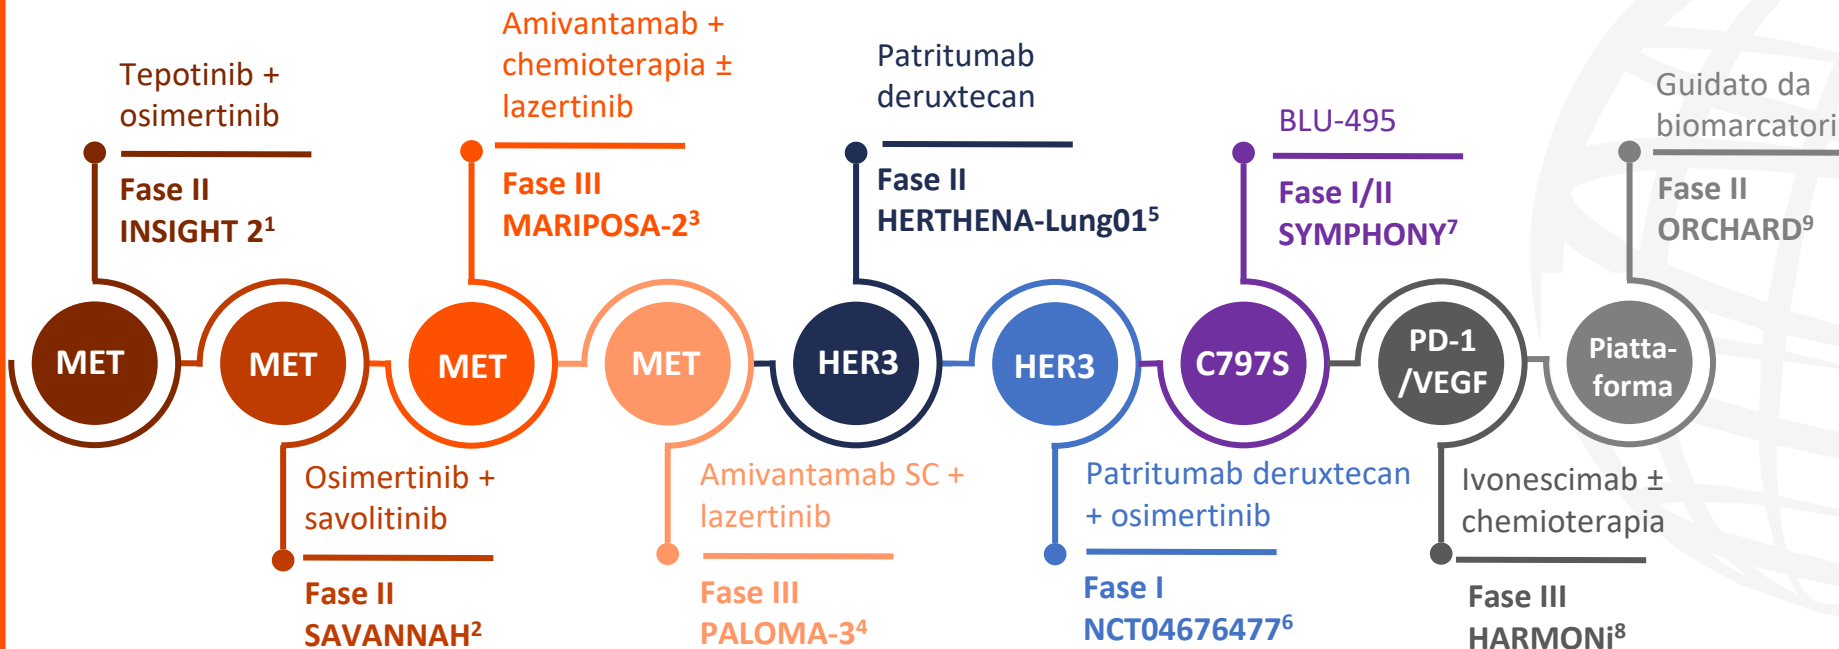 Tepotinib +
osimertinib
Fase II
INSIGHT 2¹
MET
Osimertinib +
savolitinib
Fase II
SAVANNAH²
MET
Amivantamab +
chemioterapia ±
lazertinib
Fase III
MARIPOSA-2³
MET
Amivantamab SC +
lazertinib
Fase III
PALOMA-3⁴
MET
Patritumab
deruxtecan
Fase II
HERTHENA-Lung01⁵
HER3
Patritumab deruxtecan
+ osimertinib
Fase I
NCT04676477⁶
HER3
BLU-495
Fase I/II
SYMPHONY⁷
C797S
Ivonescimab ±
chemioterapia
Fase III
HARMONi⁸
PD-1
/VEGF
Guidato da
biomarcatori
Fase II
ORCHARD⁹
Piatta-
forma